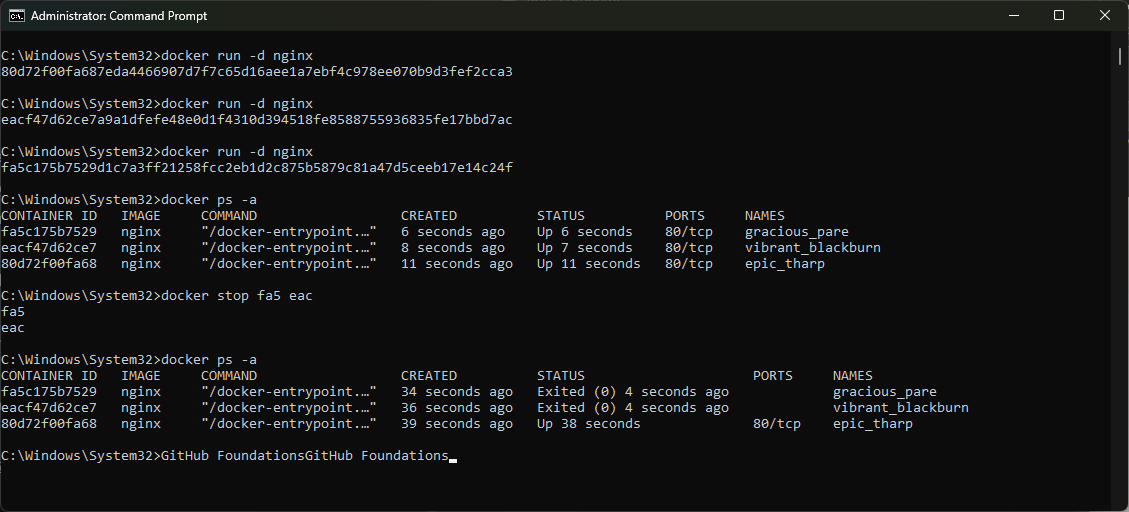 Administrator: Command Prompt
C:\Windows\System32>docker run -d nginx
80d72f00fa687eda4466907d7f7c65d16aee1a7ebf4c978ee070b9d3fef2cca3
C:\Windows\System32>docker run -d nginx
eacf47d62ce7a9a1dfefe48e0d1f4310d394518fe8588755936835fe17bbd7ac
C:\Windows\System32>docker run -d nginx
fa5c175b7529d1c7a3ff21258fcc2eb1d2c875b5879c81a47d5ceeb17e14c24f
C:\Windows\System32>docker ps -a
CONTAINER ID   IMAGE     COMMAND                  CREATED          STATUS          PORTS     NAMES
fa5c175b7529   nginx     "/docker-entrypoint.…"   6 seconds ago    Up 6 seconds    80/tcp    gracious_pare
eacf47d62ce7   nginx     "/docker-entrypoint.…"   8 seconds ago    Up 7 seconds    80/tcp    vibrant_blackburn
80d72f00fa68   nginx     "/docker-entrypoint.…"   11 seconds ago   Up 11 seconds   80/tcp    epic_tharp
C:\Windows\System32>docker stop fa5 eac
fa5
eac
C:\Windows\System32>docker ps -a
CONTAINER ID   IMAGE     COMMAND                  CREATED          STATUS                     PORTS     NAMES
fa5c175b7529   nginx     "/docker-entrypoint.…"   34 seconds ago   Exited (0) 4 seconds ago             gracious_pare
eacf47d62ce7   nginx     "/docker-entrypoint.…"   36 seconds ago   Exited (0) 4 seconds ago             vibrant_blackburn
80d72f00fa68   nginx     "/docker-entrypoint.…"   39 seconds ago   Up 38 seconds              80/tcp    epic_tharp
C:\Windows\System32>GitHub FoundationsGitHub Foundations